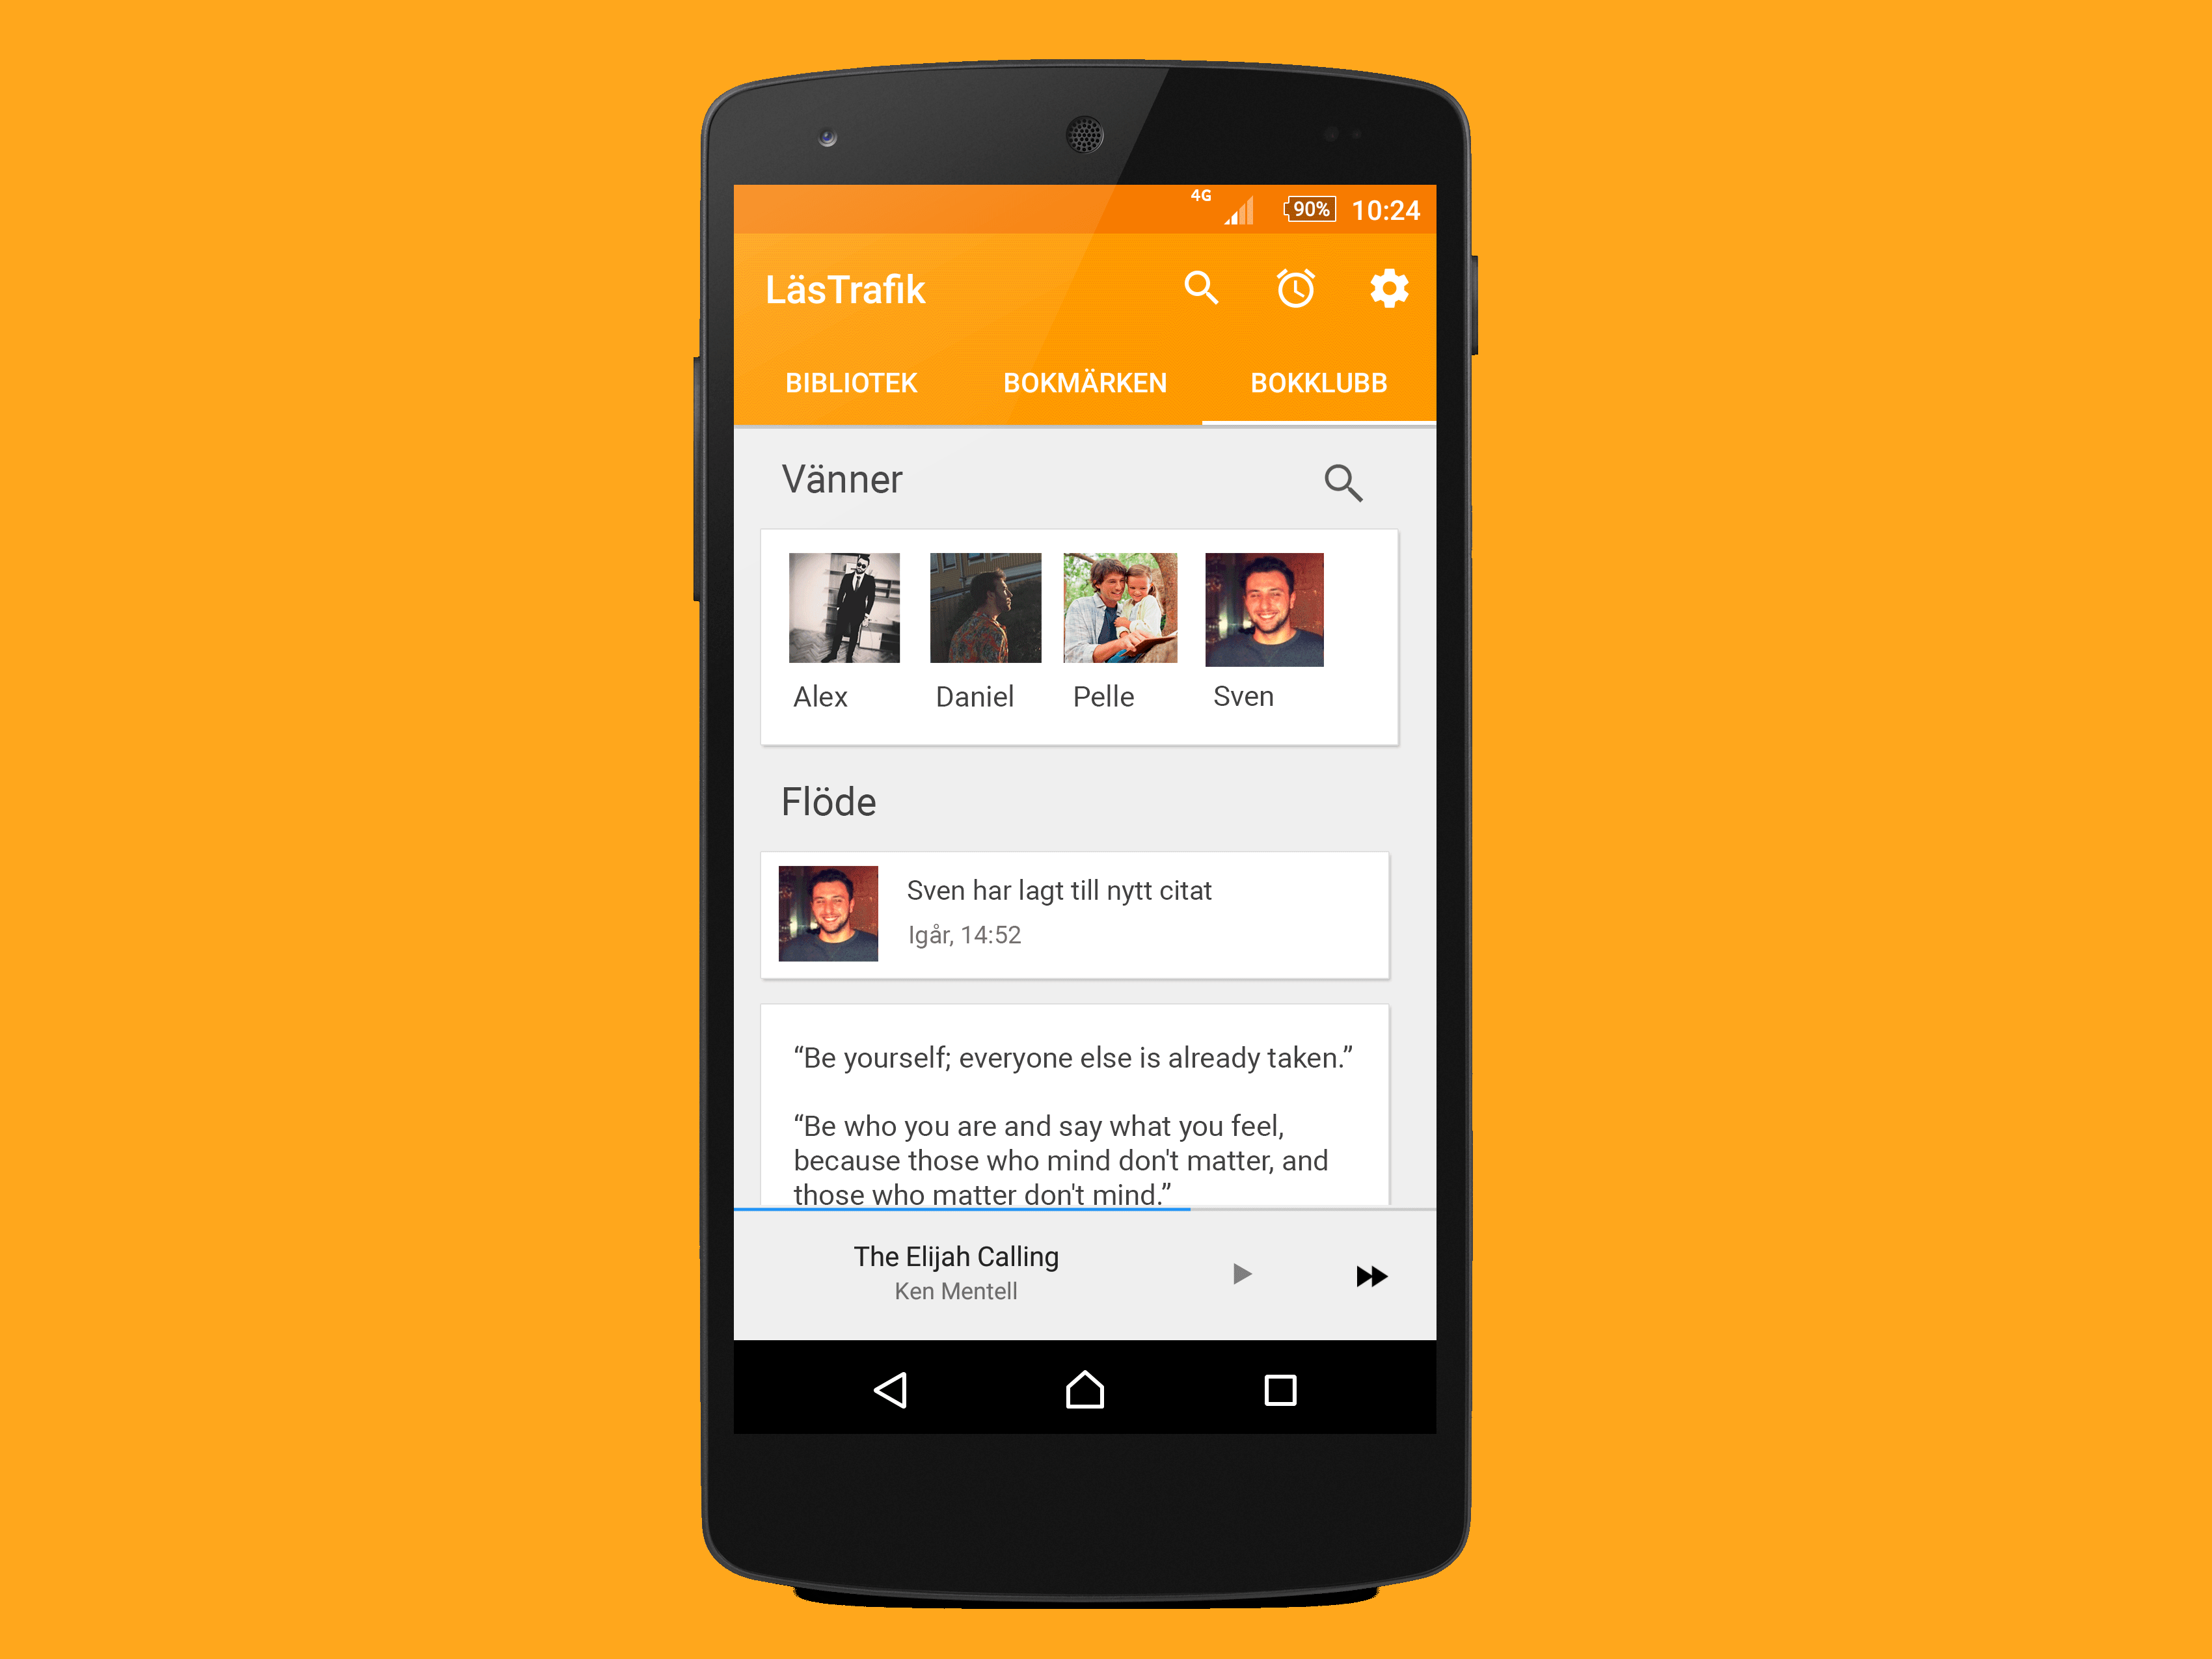 4G 90% 10:24
LäsTrafik
BIBLIOTEK BOKMÄRKEN BOKKLUBB
Vänner
Alex Daniel Pelle Sven
Flöde
Sven har lagt till nytt citat
Igår, 14:52
“Be yourself; everyone else is already taken.”
“Be who you are and say what you feel,
because those who mind don't matter, and
those who matter don't mind.”
The Elijah Calling
Ken Mentell